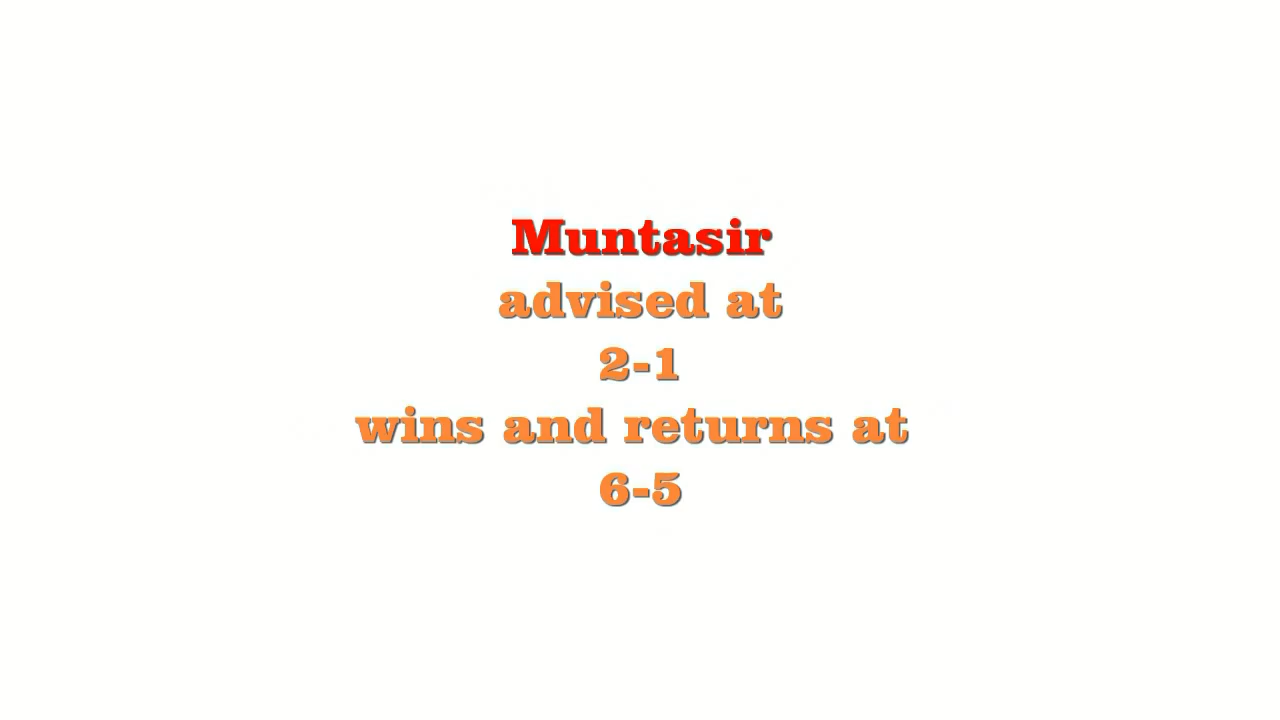 Muntasir
advised at
2-1
wins and returns at
6-5